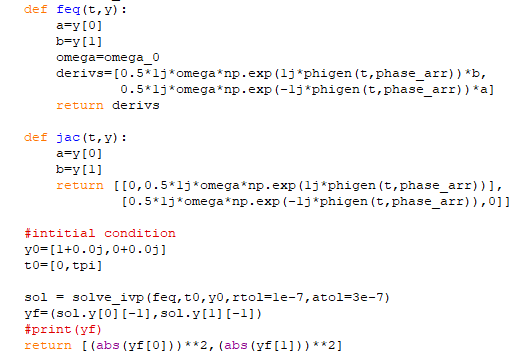 def feq(t,y):
    a=y[0]
    b=y[1]
    omega=omega_0
    derivs=[0.5*1j*omega*np.exp(1j*phigen(t,phase_arr))*b,
            0.5*1j*omega*np.exp(-1j*phigen(t,phase_arr))*a]
    return derivs
def jac(t,y):
    a=y[0]
    b=y[1]
    return [[0,0.5*1j*omega*np.exp(1j*phigen(t,phase_arr))],
            [0.5*1j*omega*np.exp(-1j*phigen(t,phase_arr)),0]]
#intitial condition
y0=[1+0.0j,0+0.0j]
t0=[0,tpi]
sol = solve_ivp(feq,t0,y0,rtol=1e-7,atol=3e-7)
yf=(sol.y[0][-1],sol.y[1][-1])
#print(yf)
return [(abs(yf[0]))**2,(abs(yf[1]))**2]